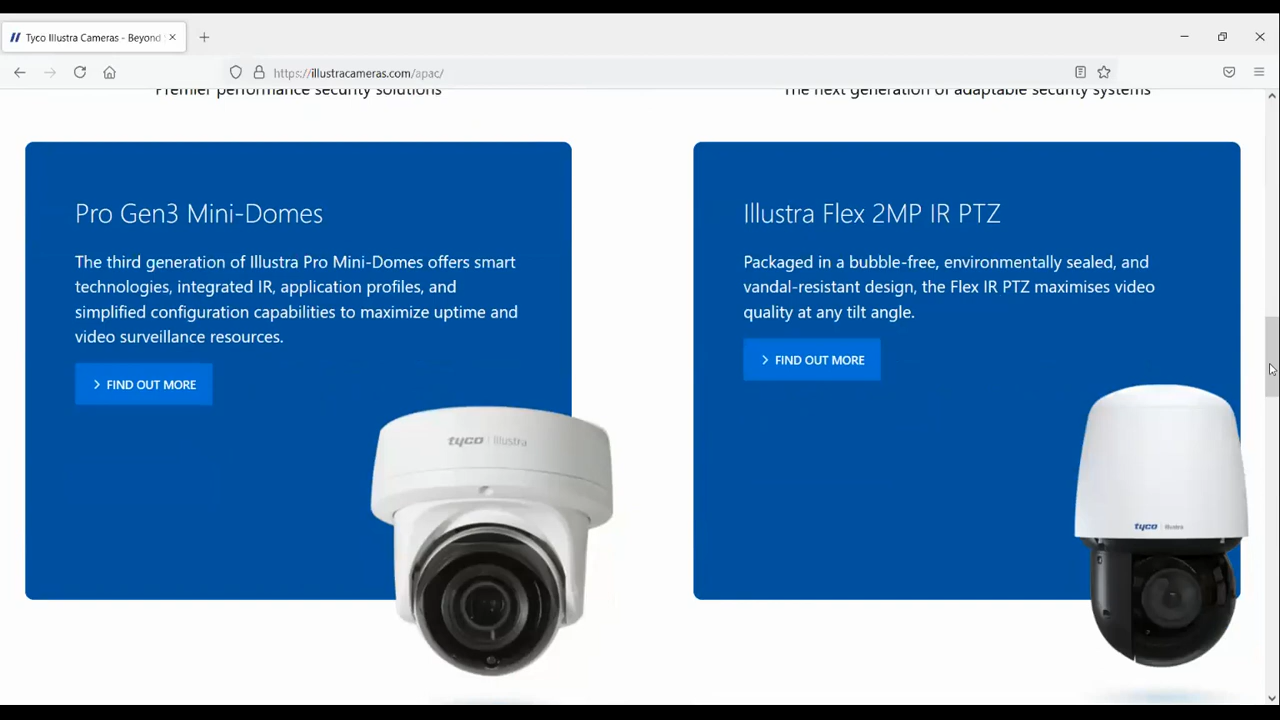 Tyco Illustra Cameras - Beyond
https://illustracameras.com/apac/
Premier performance security solutions
The next generation of adaptable security systems
Pro Gen3 Mini-Domes
The third generation of Illustra Pro Mini-Domes offers smart
technologies, integrated IR, application profiles, and
simplified configuration capabilities to maximize uptime and
video surveillance resources.
FIND OUT MORE
tyco | Illustra
Illustra Flex 2MP IR PTZ
Packaged in a bubble-free, environmentally sealed, and
vandal-resistant design, the Flex IR PTZ maximises video
quality at any tilt angle.
FIND OUT MORE
tyco | Illustra